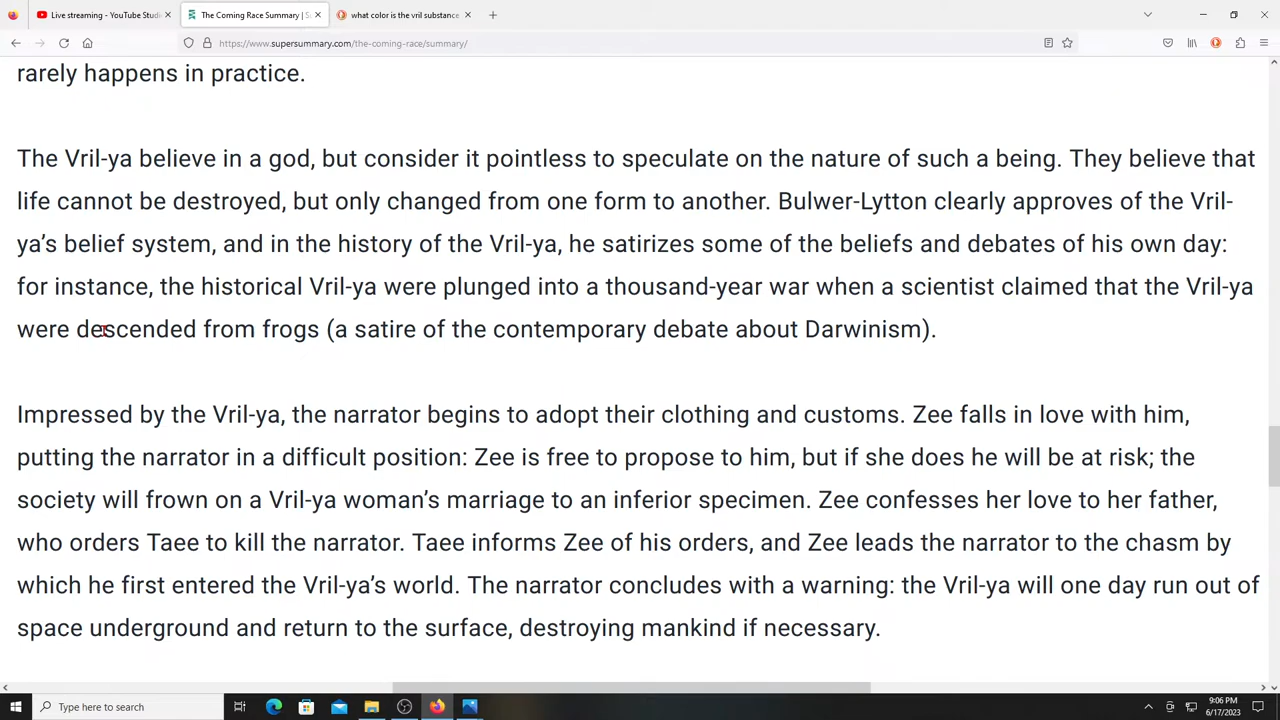 Live streaming - YouTube Studi
The Coming Race Summary | S
what color is the vril substance
https://www.supersummary.com/the-coming-race/summary/
rarely happens in practice.
The Vril-ya believe in a god, but consider it pointless to speculate on the nature of such a being. They believe that
life cannot be destroyed, but only changed from one form to another. Bulwer-Lytton clearly approves of the Vril-
ya's belief system, and in the history of the Vril-ya, he satirizes some of the beliefs and debates of his own day:
for instance, the historical Vril-ya were plunged into a thousand-year war when a scientist claimed that the Vril-ya
were descended from frogs (a satire of the contemporary debate about Darwinism).
Impressed by the Vril-ya, the narrator begins to adopt their clothing and customs. Zee falls in love with him,
putting the narrator in a difficult position: Zee is free to propose to him, but if she does he will be at risk; the
society will frown on a Vril-ya woman's marriage to an inferior specimen. Zee confesses her love to her father,
who orders Taee to kill the narrator. Taee informs Zee of his orders, and Zee leads the narrator to the chasm by
which he first entered the Vril-ya's world. The narrator concludes with a warning: the Vril-ya will one day run out of
space underground and return to the surface, destroying mankind if necessary.
Type here to search
9:06 PM
6/17/2023